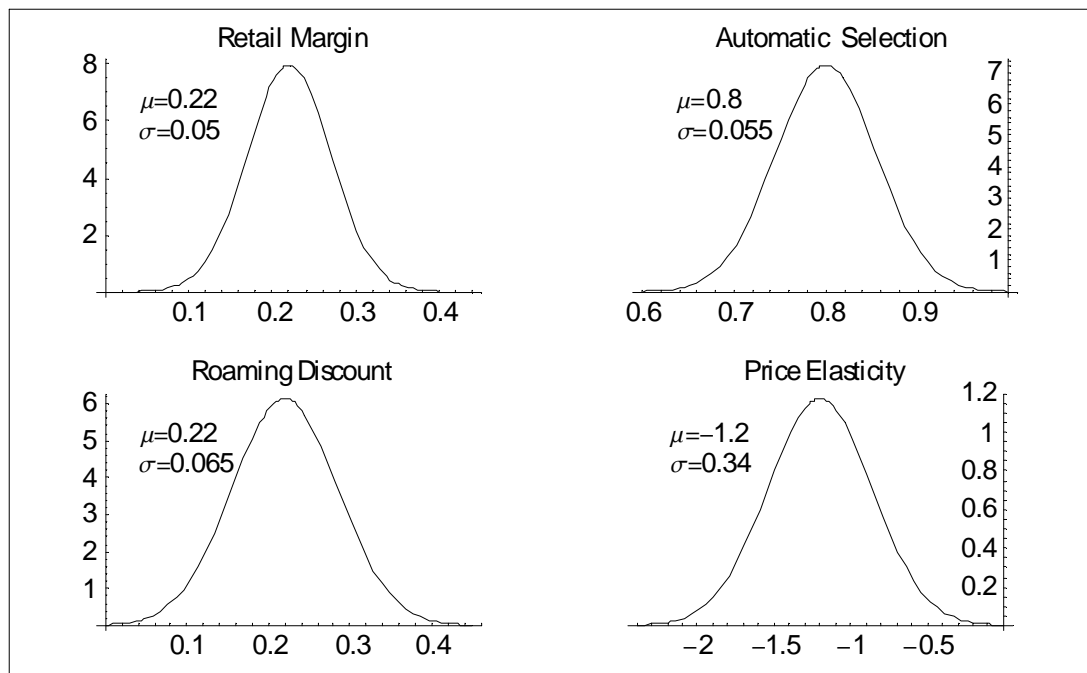 Retail Margin
8
6
4
2
μ=0.22
σ=0.05
0.1 0.2 0.3 0.4
Automatic Selection
μ=0.8
σ=0.055
7
6
5
4
3
2
1
0.6 0.7 0.8 0.9
Roaming Discount
6
5
4
3
2
1
μ=0.22
σ=0.065
0.1 0.2 0.3 0.4
Price Elasticity
μ=−1.2
σ=0.34
1.2
1
0.8
0.6
0.4
0.2
−2 −1.5 −1 −0.5